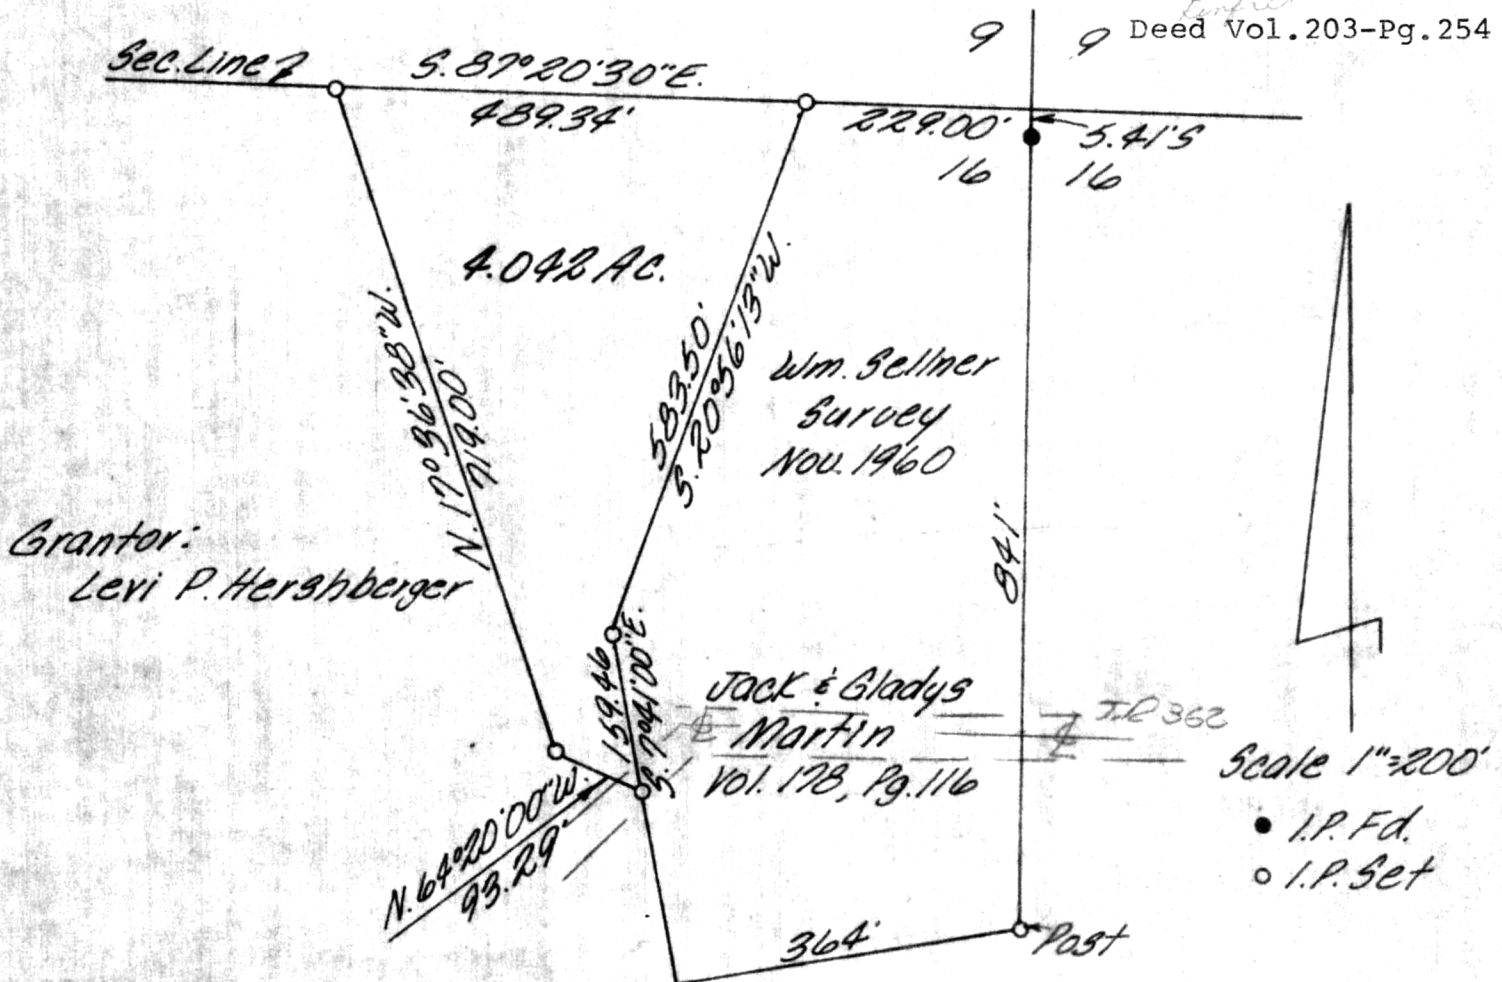 Deed Vol.203-Pg.254
9 9
Sec. Line
S. 87°20'30"E.
489.34'
229.00'
5.41'S
16 16
4.042 Ac.
N. 17°36'38"W.
719.00'
583.50'
S. 20°56'13"W.
Wm. Sellner
Survey
Nov. 1960
841'
Grantor:
Levi P. Hershberger
159.46
S. 7°41'00"E.
Jack & Gladys
Martin
Vol. 178, Pg. 116
362
Scale 1"=200'
I.P. Fd.
I.P. Set
N. 64°20'00"W.
93.29'
364'
Post